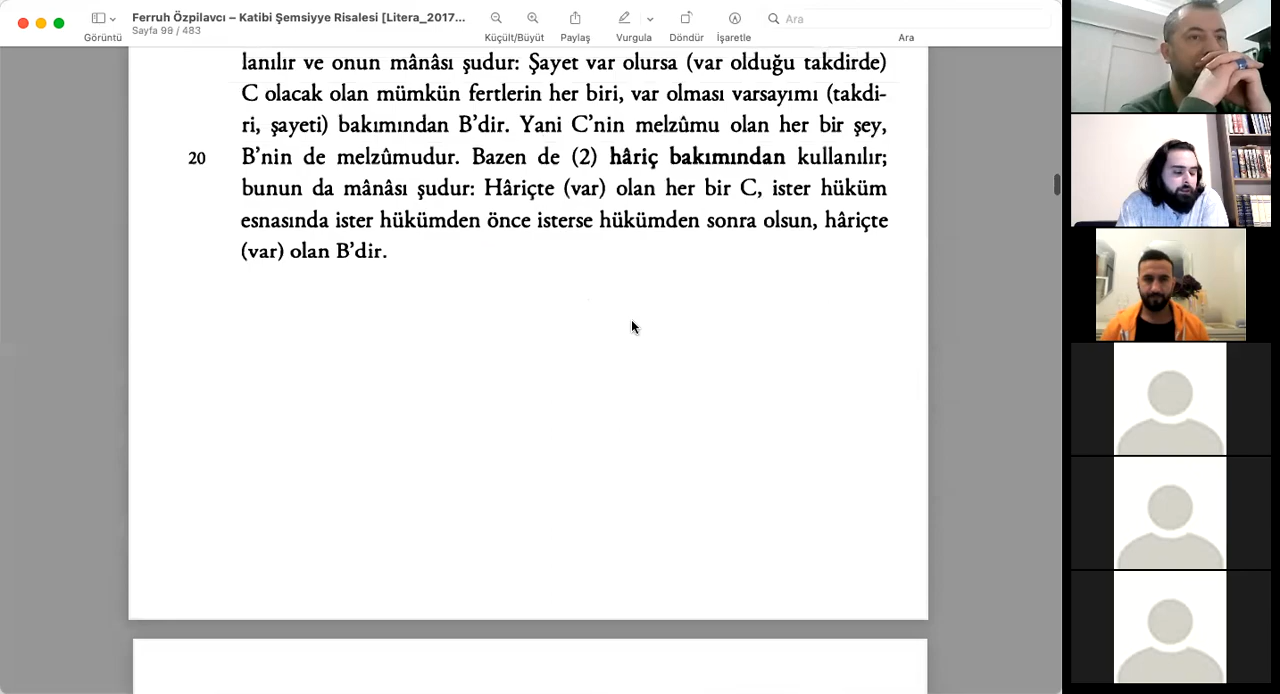 Ferruh Özpilavcı – Katibi Şemsiyye Risalesi [Litera_2017...
Sayfa 98 / 483
Görüntü
Küçült/Büyüt
Paylaş
Vurgula
Döndür
İşaretle
Ara
Ara
lanılır ve onun mânâsı şudur: Şayet var olursa (var olduğu takdirde)
C olacak olan mümkün fertlerin her biri, var olması varsayımı (takdi-
ri, şayeti) bakımından B’dir. Yani C’nin melzûmu olan her bir şey,
20 B’nin de melzûmudur. Bazen de (2) hâriç bakımından kullanılır;
bunun da mânâsı şudur: Hâriçte (var) olan her bir C, ister hüküm
esnasında ister hükümden önce isterse hükümden sonra olsun, hâriçte
(var) olan B’dir.